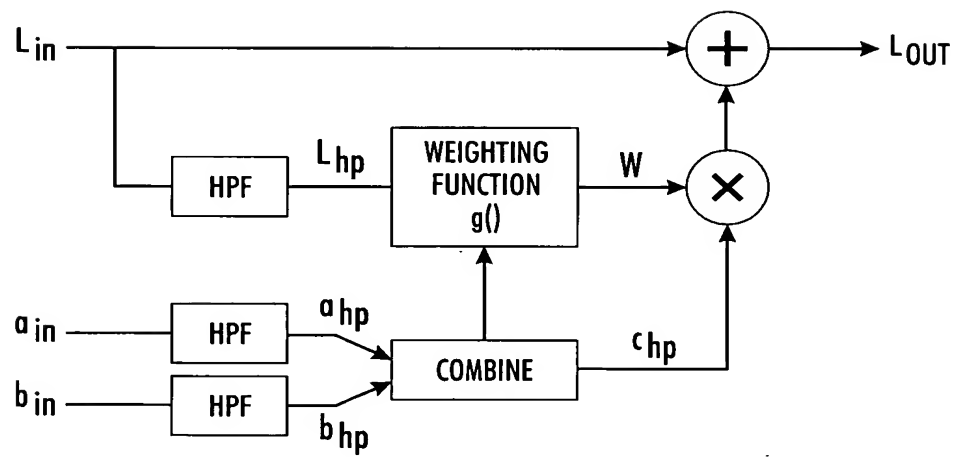 L in
+
L OUT
HPF
L hp
WEIGHTING
FUNCTION
g()
W
×
a in
HPF
a hp
COMBINE
c hp
b in
HPF
b hp